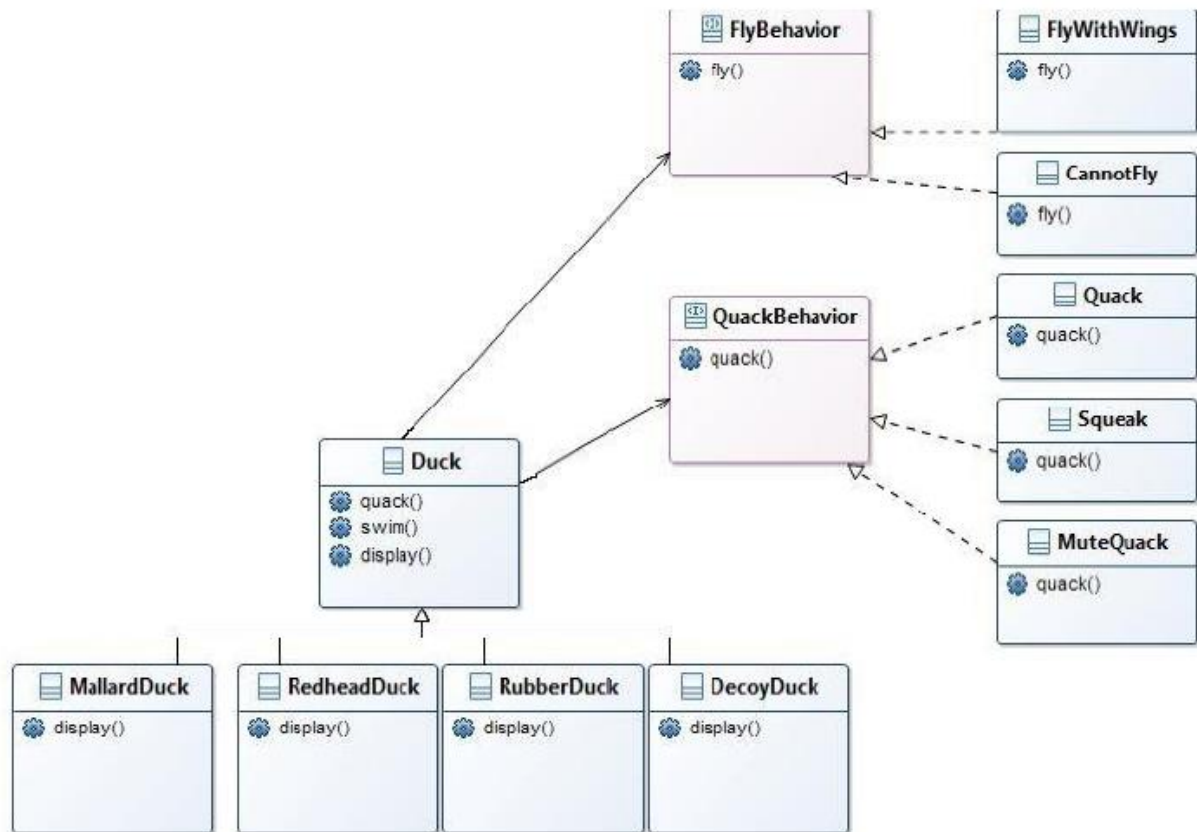 FlyBehavior
fly()
FlyWithWings
fly()
CannotFly
fly()
QuackBehavior
quack()
Quack
quack()
Squeak
quack()
MuteQuack
quack()
Duck
quack()
swim()
display()
MallardDuck
display()
RedheadDuck
display()
RubberDuck
display()
DecoyDuck
display()